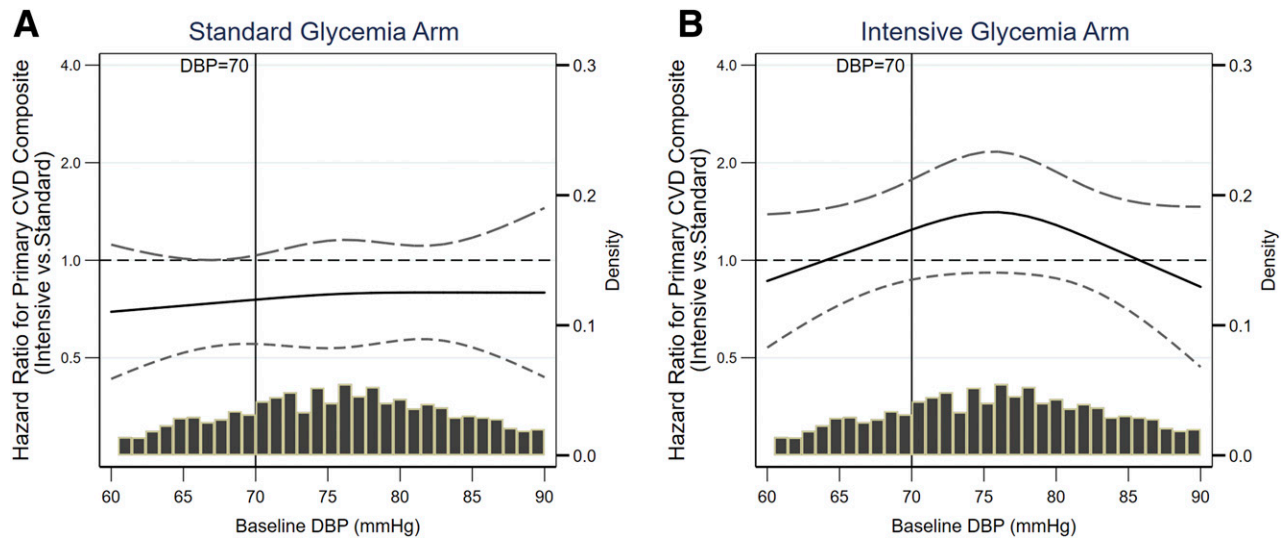 A
Standard Glycemia Arm
Hazard Ratio for Primary CVD Composite
(Intensive vs.Standard)
4.0
2.0
1.0
0.5
DBP=70
0.3
0.2
0.1
0.0
Density
60 65 70 75 80 85 90
Baseline DBP (mmHg)
B
Intensive Glycemia Arm
Hazard Ratio for Primary CVD Composite
(Intensive vs.Standard)
4.0
2.0
1.0
0.5
DBP=70
0.3
0.2
0.1
0.0
Density
60 65 70 75 80 85 90
Baseline DBP (mmHg)